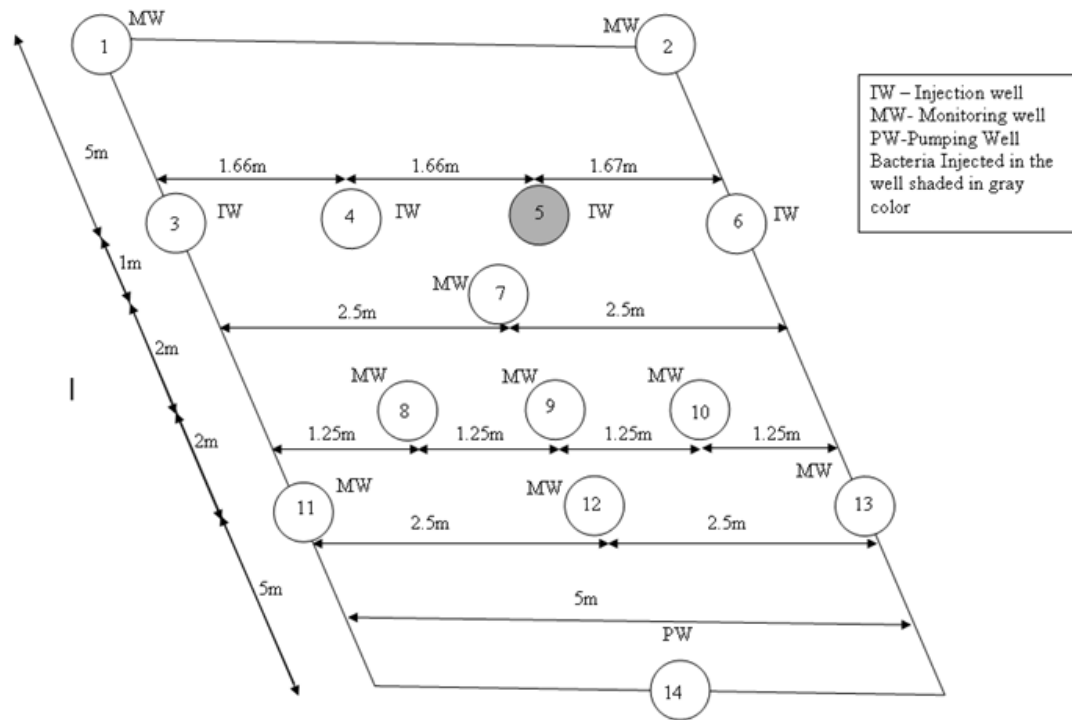 MW
1
MW
2
IW – Injection well
MW- Monitoring well
PW-Pumping Well
Bacteria Injected in the
well shaded in gray
color
5m
1.66m
1.66m
1.67m
3
IW
4
IW
5
IW
6
IW
1m
MW
7
2.5m
2.5m
2m
MW
8
MW
9
MW
10
1.25m
1.25m
1.25m
1.25m
2m
11
MW
MW
12
MW
13
2.5m
2.5m
5m
5m
PW
14